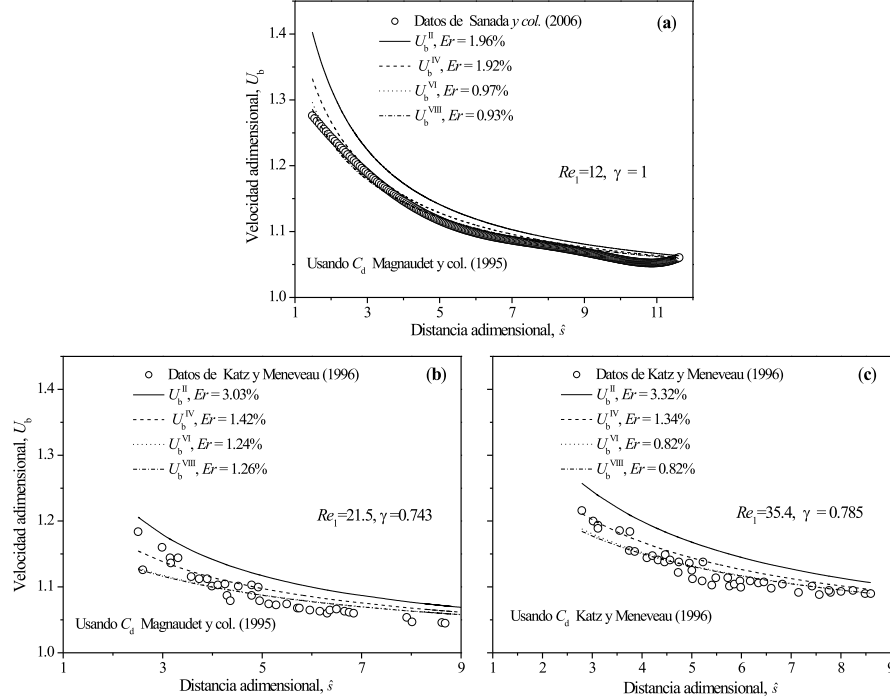 (a)
Datos de Sanada y col. (2006)
U_b^II, Er = 1.96%
U_b^IV, Er = 1.92%
U_b^VI, Er = 0.97%
U_b^VIII, Er = 0.93%
Re_1=12, γ = 1
Usando C_d Magnaudet y col. (1995)
Velocidad adimensional, U_b
1.4
1.3
1.2
1.1
1.0
1 3 5 7 9 11
Distancia adimensional, ŝ
(b)
Datos de Katz y Meneveau (1996)
U_b^II, Er = 3.03%
U_b^IV, Er = 1.42%
U_b^VI, Er = 1.24%
U_b^VIII, Er = 1.26%
Re_1=21.5, γ=0.743
Usando C_d Magnaudet y col. (1995)
Velocidad adimensional, U_b
1.4
1.3
1.2
1.1
1.0
1 3 5 7 9
Distancia adimensional, ŝ
(c)
Datos de Katz y Meneveau (1996)
U_b^II, Er = 3.32%
U_b^IV, Er = 1.34%
U_b^VI, Er = 0.82%
U_b^VIII, Er = 0.82%
Re_1=35.4, γ = 0.785
Usando C_d Katz y Meneveau (1996)
1 2 3 4 5 6 7 8 9
Distancia adimensional, ŝ